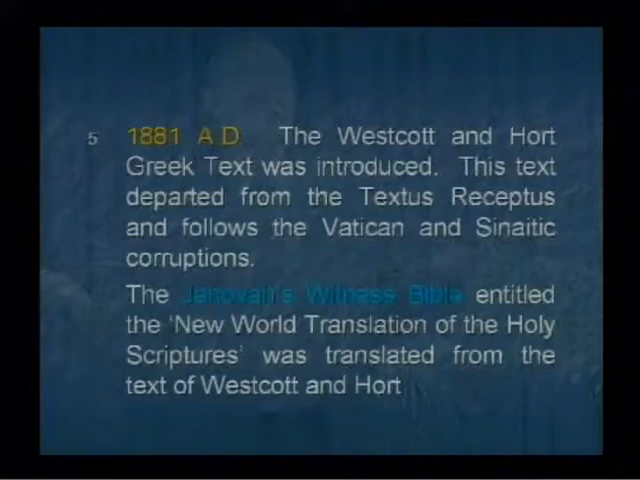 5. 1881 A.D. The Westcott and Hort
Greek Text was introduced. This text
departed from the Textus Receptus
and follows the Vatican and Sinaitic
corruptions.
The Jehovah's Witness Bible entitled
the ‘New World Translation of the Holy
Scriptures’ was translated from the
text of Westcott and Hort